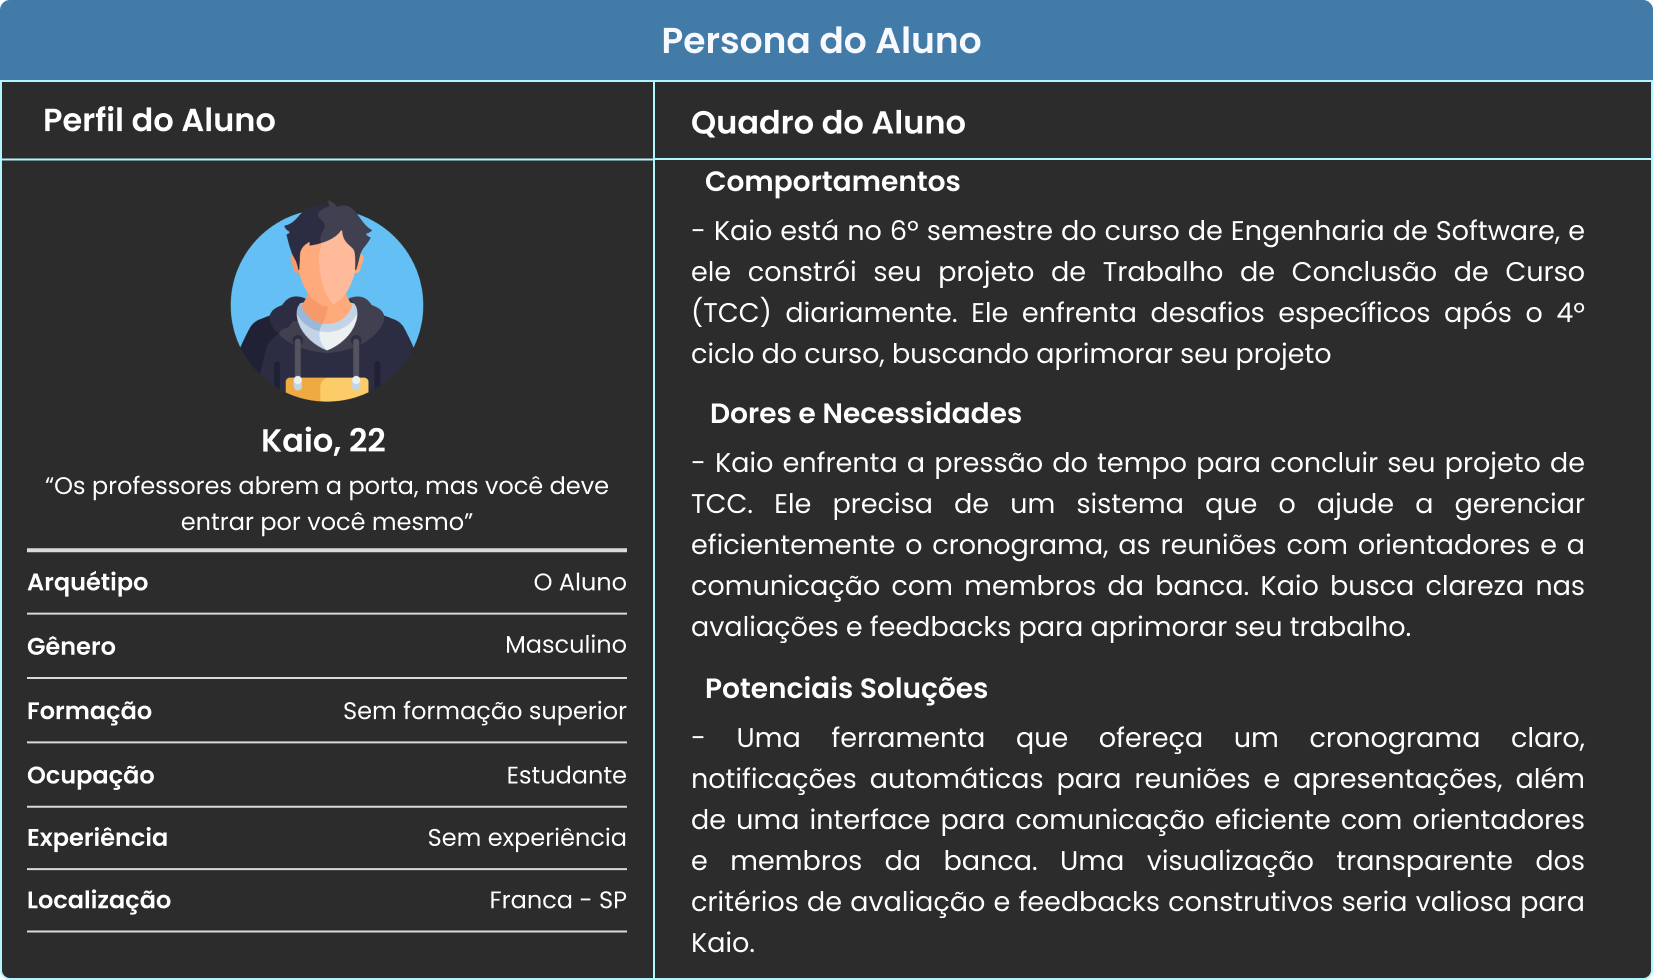 Persona do Aluno
Perfil do Aluno
Kaio, 22
“Os professores abrem a porta, mas você deve
entrar por você mesmo”
Arquétipo O Aluno
Gênero Masculino
Formação Sem formação superior
Ocupação Estudante
Experiência Sem experiência
Localização Franca - SP
Quadro do Aluno
Comportamentos
- Kaio está no 6º semestre do curso de Engenharia de Software, e
ele constrói seu projeto de Trabalho de Conclusão de Curso
(TCC) diariamente. Ele enfrenta desafios específicos após o 4º
ciclo do curso, buscando aprimorar seu projeto
Dores e Necessidades
- Kaio enfrenta a pressão do tempo para concluir seu projeto de
TCC. Ele precisa de um sistema que o ajude a gerenciar
eficientemente o cronograma, as reuniões com orientadores e a
comunicação com membros da banca. Kaio busca clareza nas
avaliações e feedbacks para aprimorar seu trabalho.
Potenciais Soluções
- Uma ferramenta que ofereça um cronograma claro,
notificações automáticas para reuniões e apresentações, além
de uma interface para comunicação eficiente com orientadores
e membros da banca. Uma visualização transparente dos
critérios de avaliação e feedbacks construtivos seria valiosa para
Kaio.